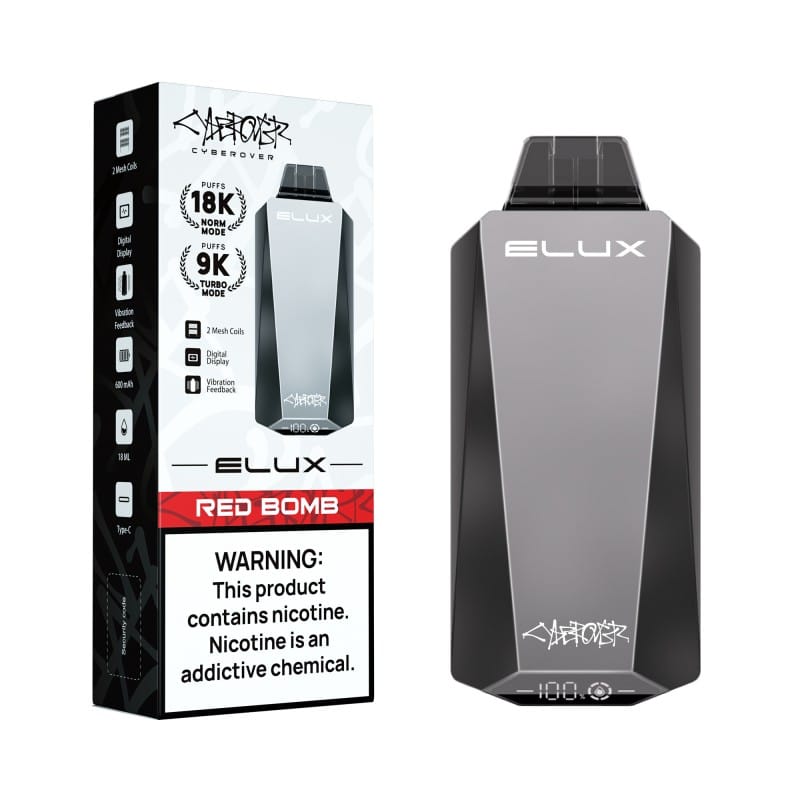 2 Mesh Coils
Digital
Display
Vibration
Feedback
600 mAh
18 ML
Type-C
Security code
CYBEROVER
CYBEROVER
PUFFS
18K
NORM
MODE
PUFFS
9K
TURBO
MODE
2 Mesh Coils
Digital
Display
Vibration
Feedback
ELUX
CYBEROVER
100%
ELUX
RED BOMB
WARNING:
This product
contains nicotine.
Nicotine is an
addictive chemical.
ELUX
CYBEROVER
100%